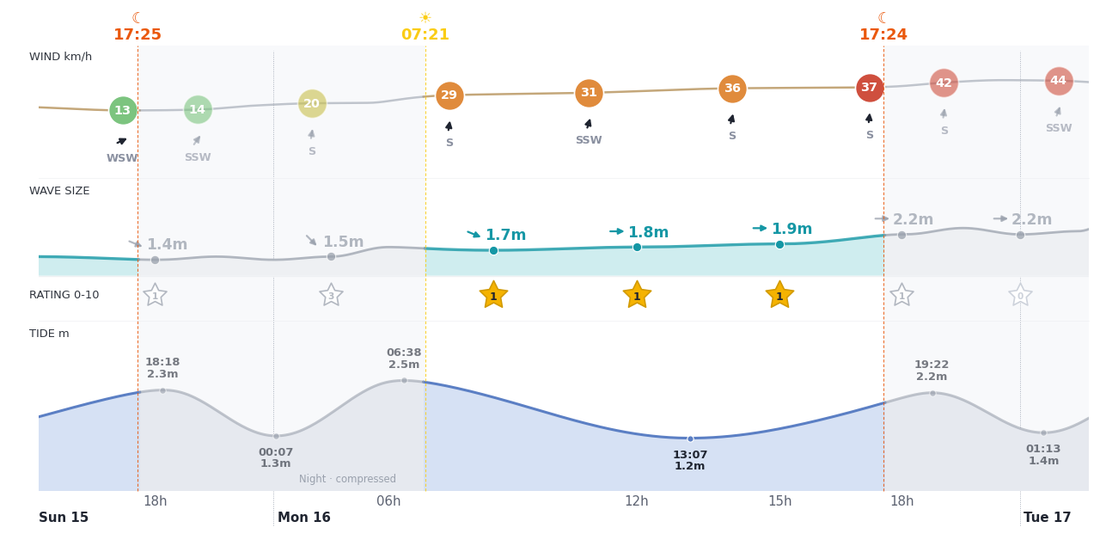 17:25
07:21
17:24
WIND km/h
13
14
20
29
31
36
37
42
44
WSW
SSW
S
S
SSW
S
S
S
SSW
WAVE SIZE
1.4m
1.5m
1.7m
1.8m
1.9m
2.2m
2.2m
RATING 0-10
1
3
1
1
1
1
0
TIDE m
18:18
2.3m
00:07
1.3m
06:38
2.5m
13:07
1.2m
19:22
2.2m
01:13
1.4m
Night · compressed
18h
06h
12h
15h
18h
Sun 15
Mon 16
Tue 17